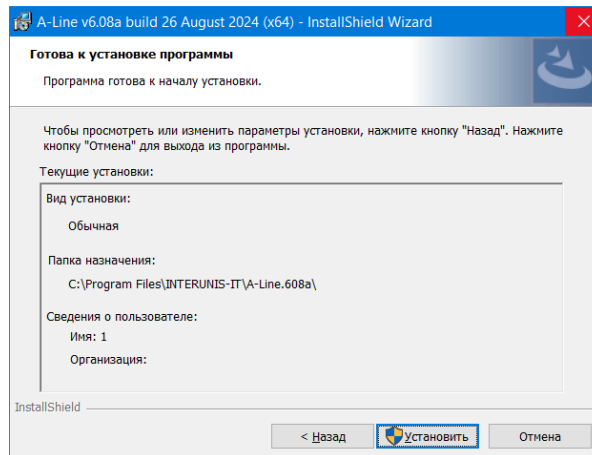 A-Line v6.08a build 26 August 2024 (x64) - InstallShield Wizard
Готова к установке программы
Программа готова к началу установки.
Чтобы просмотреть или изменить параметры установки, нажмите кнопку "Назад". Нажмите
кнопку "Отмена" для выхода из программы.
Текущие установки:
Вид установки:
Обычная
Папка назначения:
C:\Program Files\INTERUNIS-IT\A-Line.608a\
Сведения о пользователе:
Имя: 1
Организация:
InstallShield
< Назад
Установить
Отмена